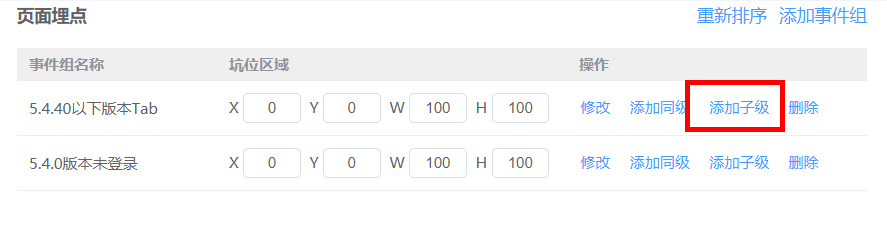 页面埋点 重新排序 添加事件组
事件组名称 坑位区域 操作
5.4.40以下版本Tab X 0 Y 0 W 100 H 100 修改 添加同级 添加子级 删除
5.4.0版本未登录 X 0 Y 0 W 100 H 100 修改 添加同级 添加子级 删除